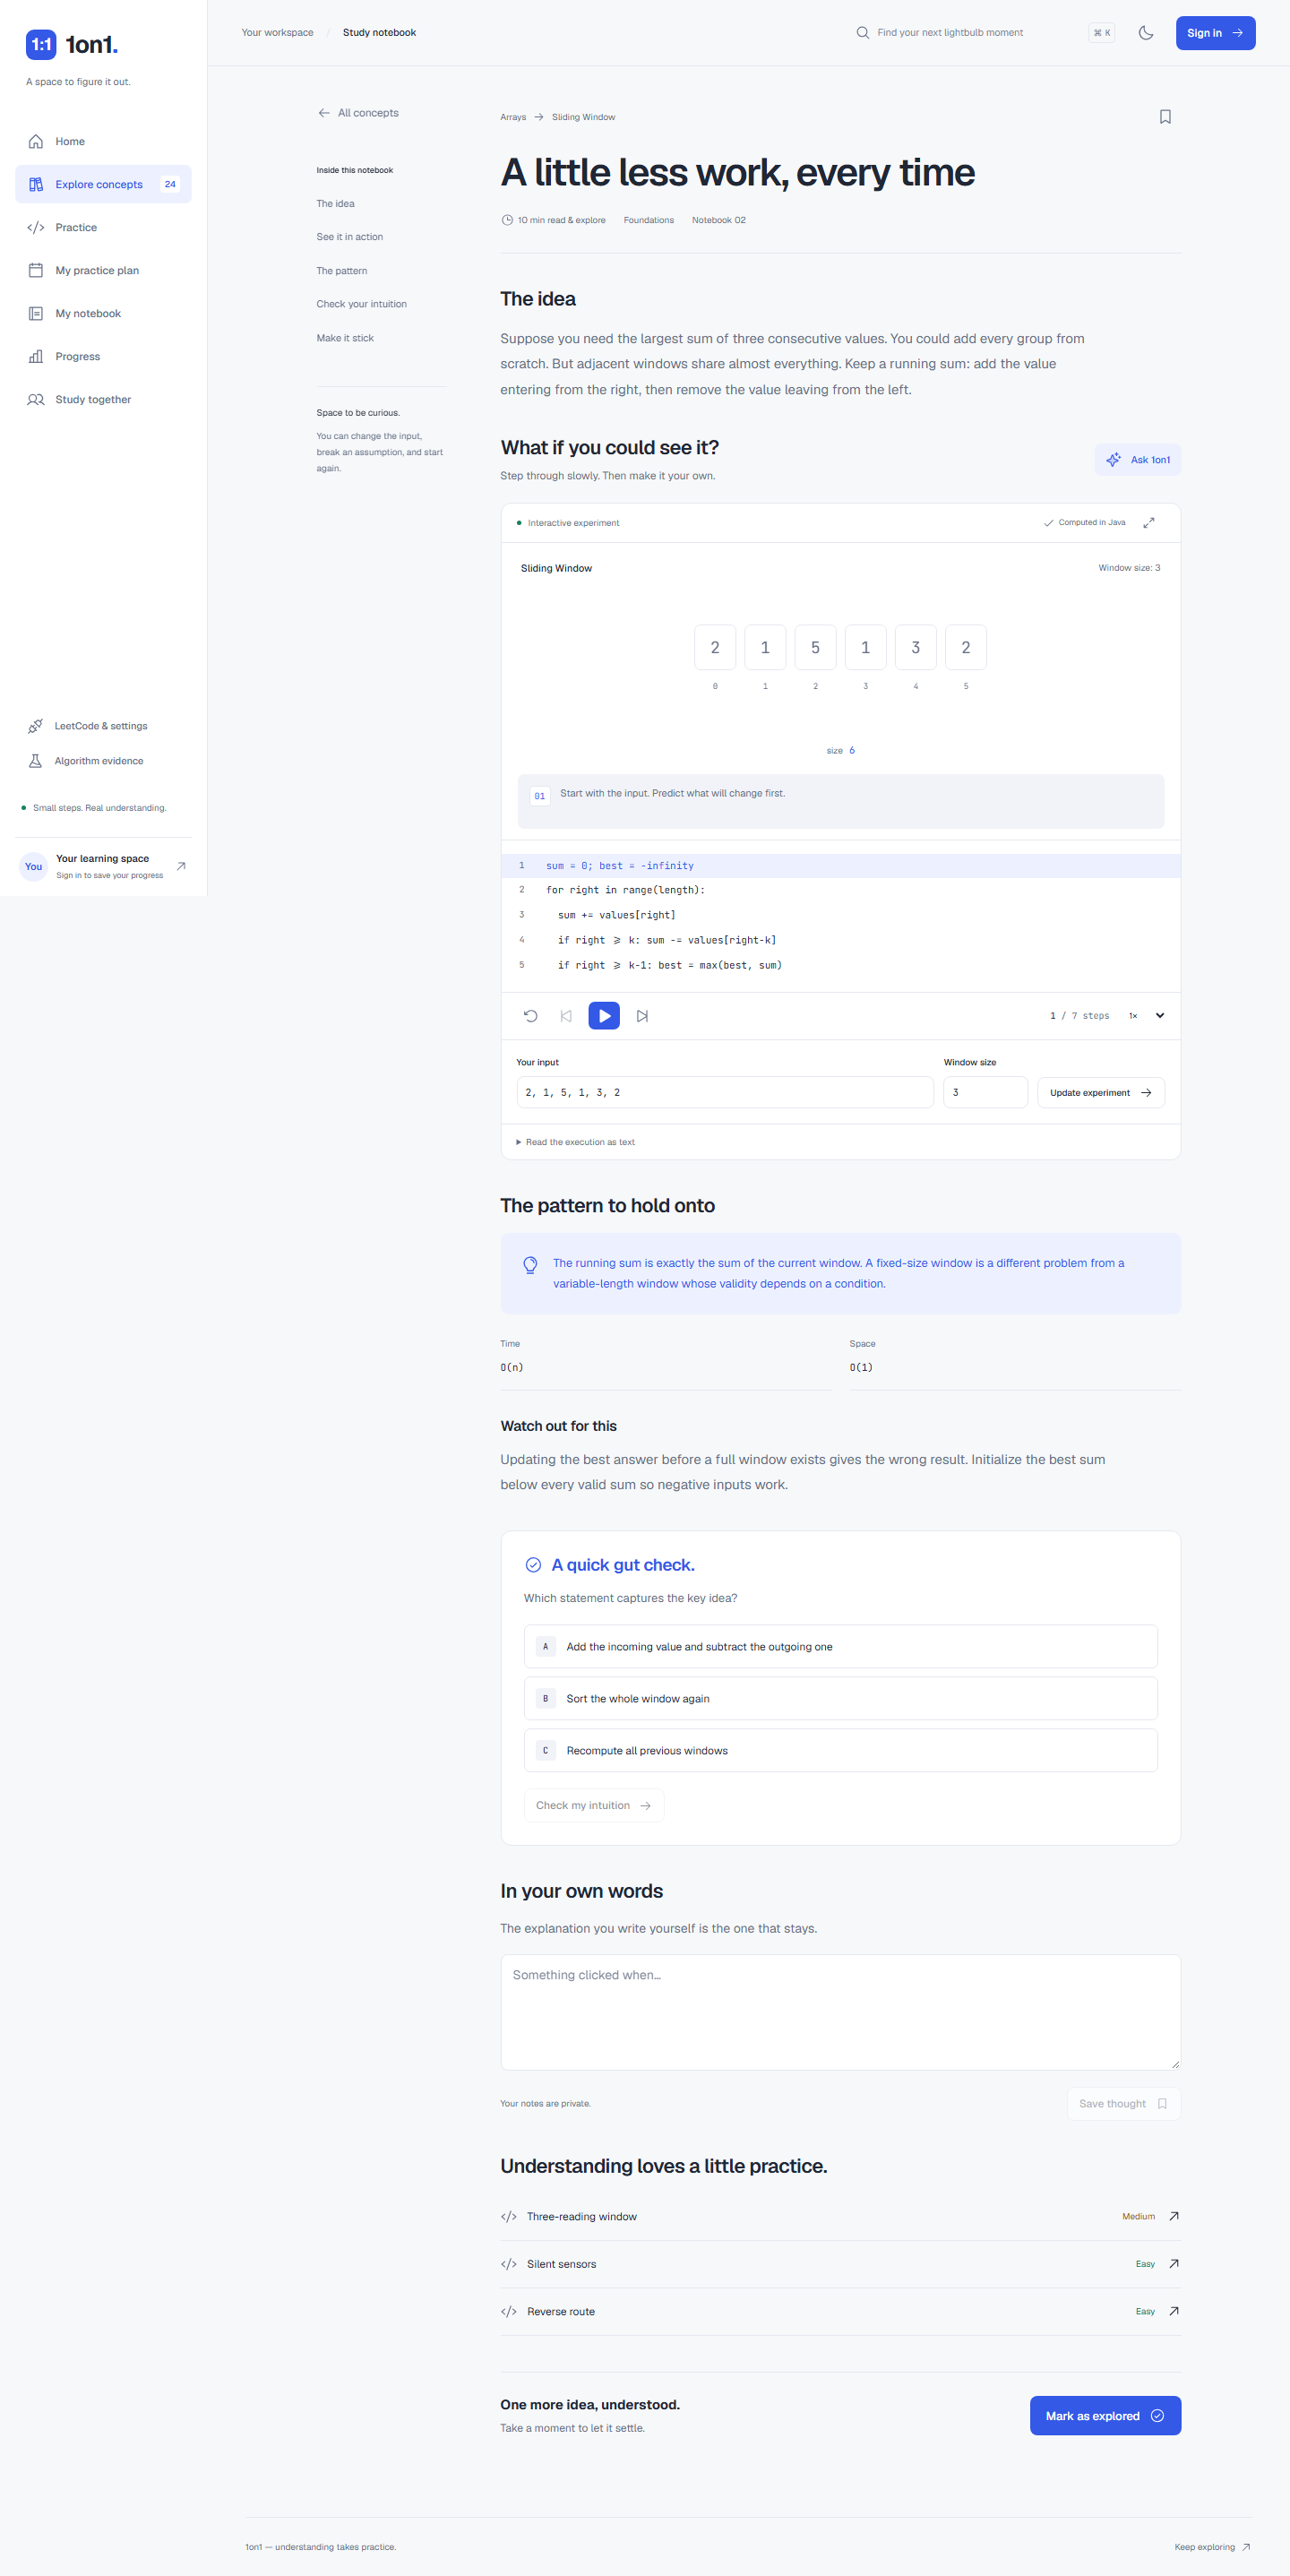 1:1 1on1.
A space to figure it out.
Home
Explore concepts 24
Practice
My practice plan
My notebook
Progress
Study together
LeetCode & settings
Algorithm evidence
Small steps. Real understanding.
You
Your learning space
Sign in to save your progress
Your workspace / Study notebook
Find your next lightbulb moment
⌘ K
Sign in
All concepts
Inside this notebook
The idea
See it in action
The pattern
Check your intuition
Make it stick
Space to be curious.
You can change the input,
break an assumption, and start
again.
Arrays → Sliding Window
A little less work, every time
10 min read & explore Foundations Notebook 02
The idea
Suppose you need the largest sum of three consecutive values. You could add every group from
scratch. But adjacent windows share almost everything. Keep a running sum: add the value
entering from the right, then remove the value leaving from the left.
What if you could see it?
Step through slowly. Then make it your own.
Ask 1on1
Interactive experiment
Computed in Java
Sliding Window
Window size: 3
2 1 5 1 3 2
0 1 2 3 4 5
size 6
01 Start with the input. Predict what will change first.
1 sum = 0; best = -infinity
2 for right in range(length):
3 sum += values[right]
4 if right ⩾ k: sum -= values[right-k]
5 if right ⩾ k-1: best = max(best, sum)
1 / 7 steps 1×
Your input
Window size
2, 1, 5, 1, 3, 2
3
Update experiment
Read the execution as text
The pattern to hold onto
The running sum is exactly the sum of the current window. A fixed-size window is a different problem from a
variable-length window whose validity depends on a condition.
Time
Space
O(n)
O(1)
Watch out for this
Updating the best answer before a full window exists gives the wrong result. Initialize the best sum
below every valid sum so negative inputs work.
A quick gut check.
Which statement captures the key idea?
A Add the incoming value and subtract the outgoing one
B Sort the whole window again
C Recompute all previous windows
Check my intuition
In your own words
The explanation you write yourself is the one that stays.
Something clicked when…
Your notes are private.
Save thought
Understanding loves a little practice.
Three-reading window Medium
Silent sensors Easy
Reverse route Easy
One more idea, understood.
Take a moment to let it settle.
Mark as explored
1on1 — understanding takes practice.
Keep exploring